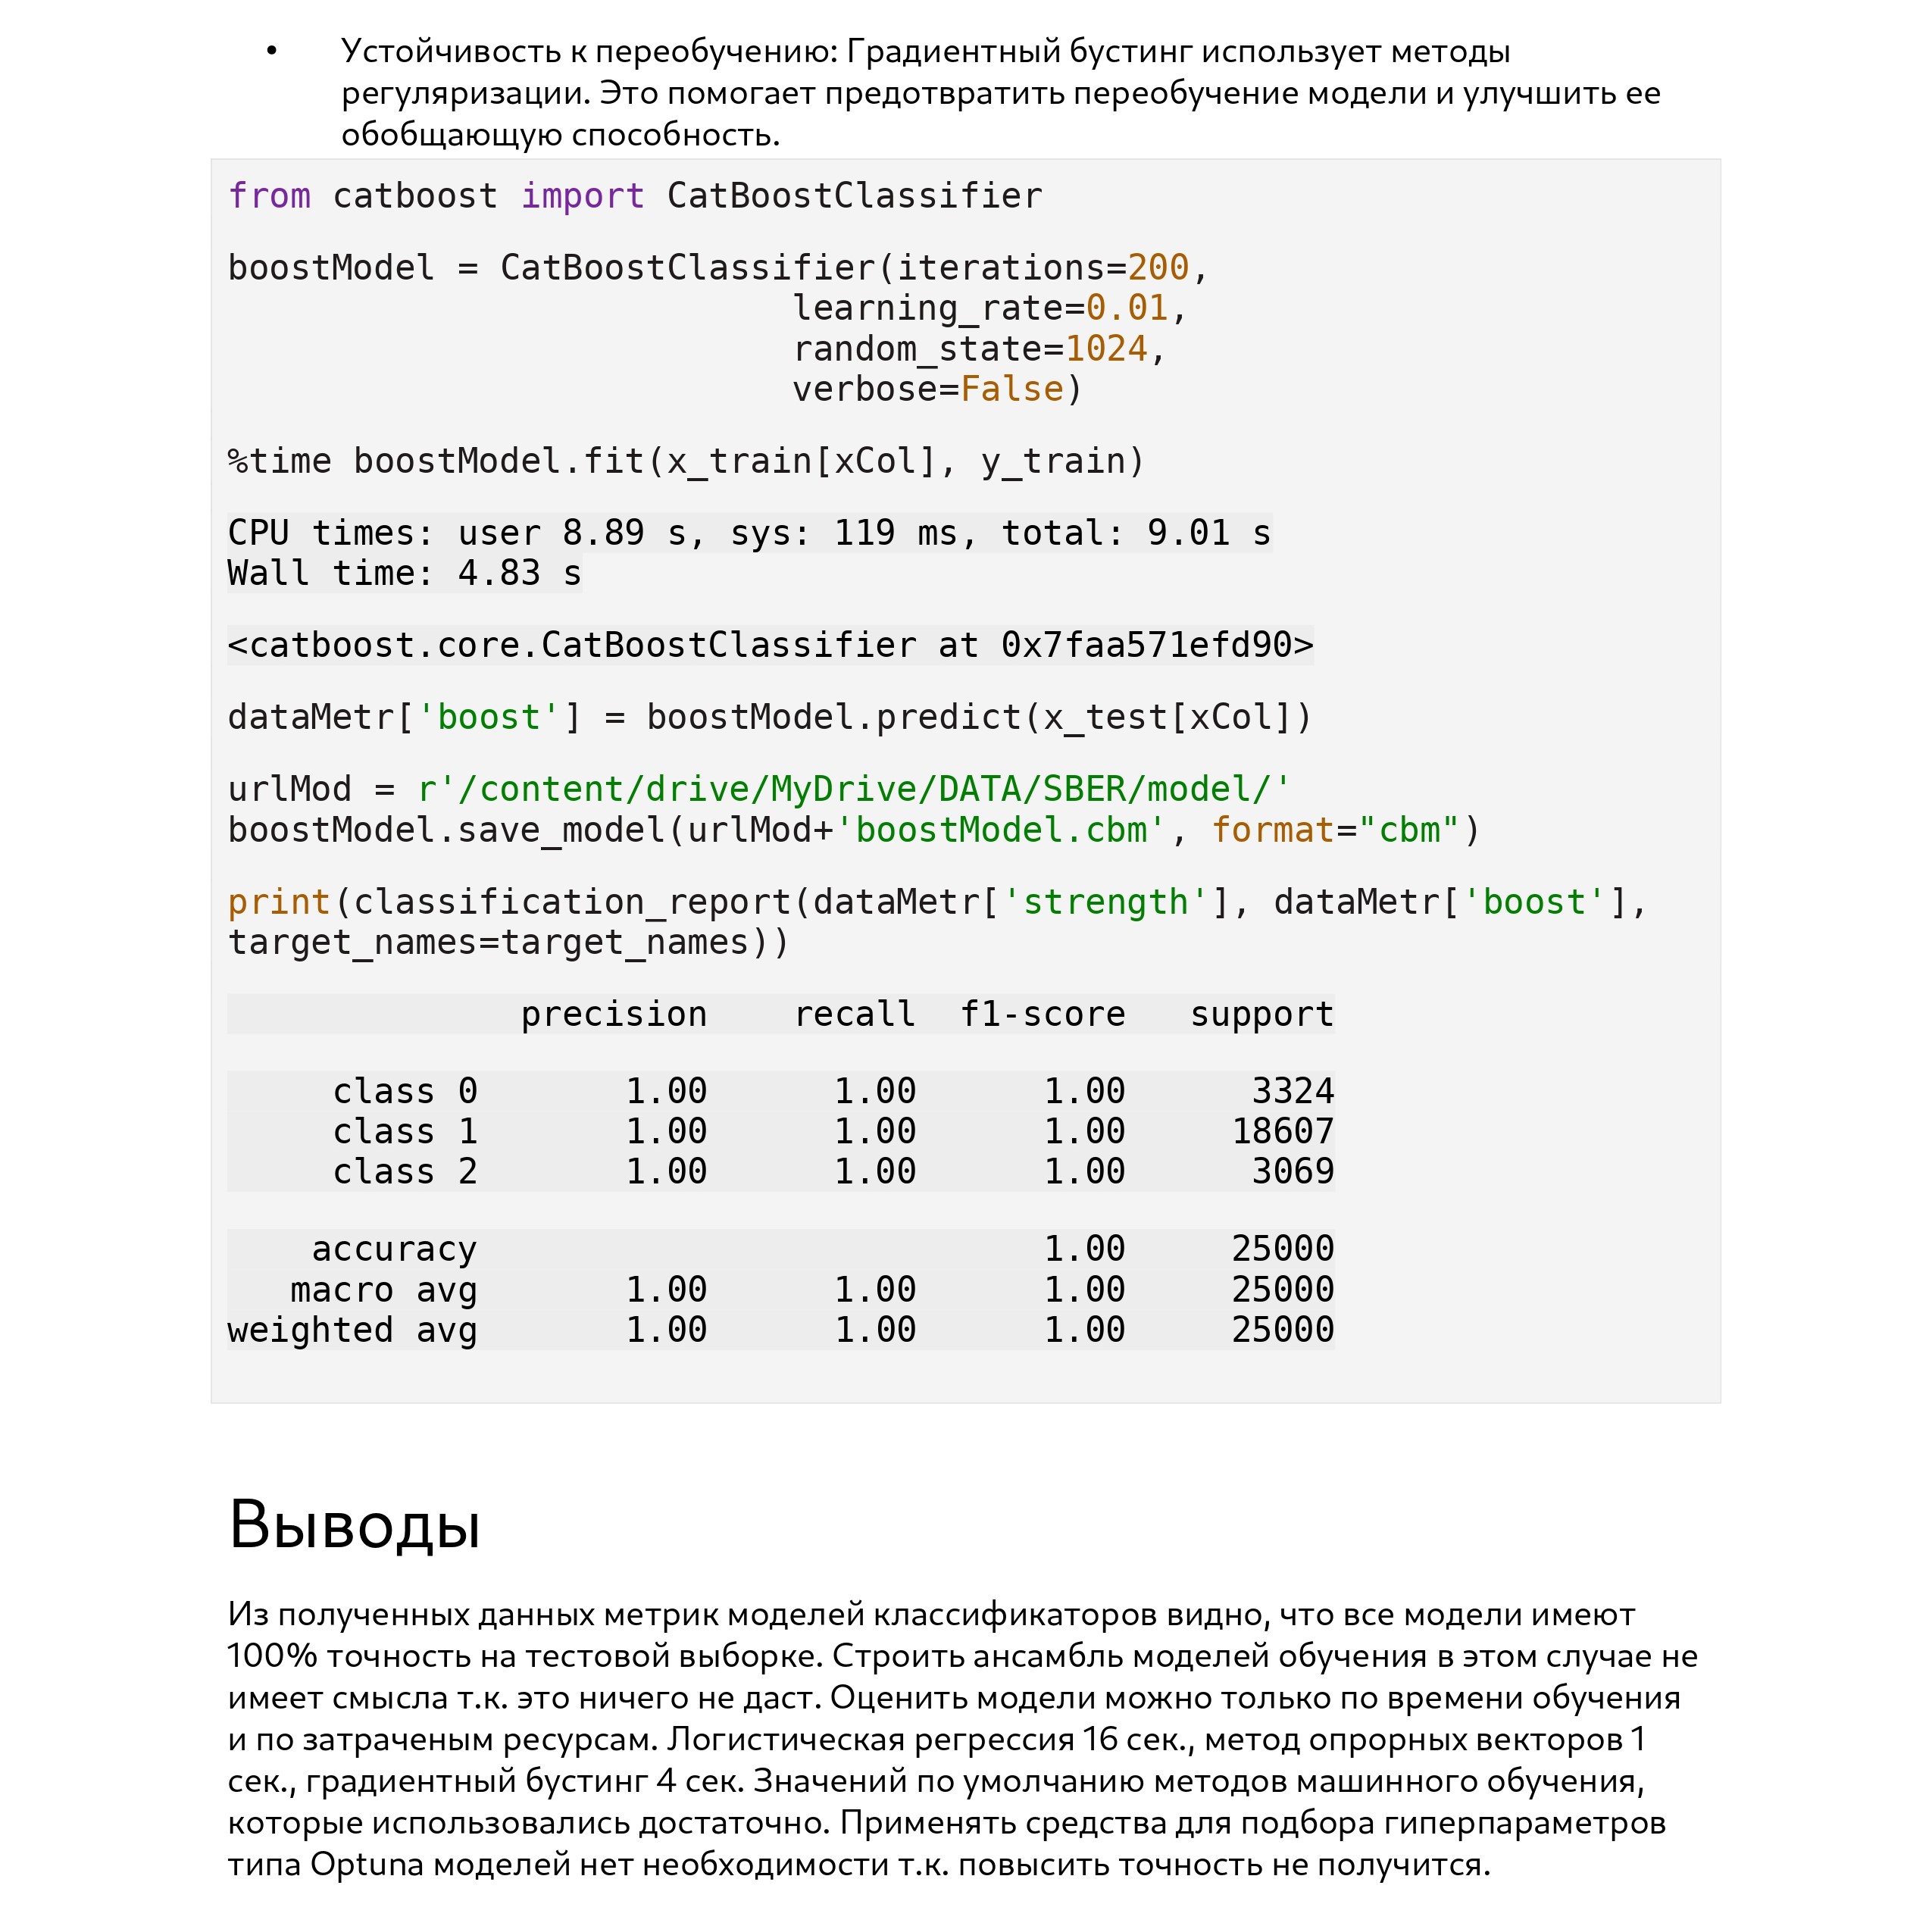 • Устойчивость к переобучению: Градиентный бустинг использует методы
регуляризации. Это помогает предотвратить переобучение модели и улучшить ее
обобщающую способность.
from catboost import CatBoostClassifier
boostModel = CatBoostClassifier(iterations=200,
learning_rate=0.01,
random_state=1024,
verbose=False)
%time boostModel.fit(x_train[xCol], y_train)
CPU times: user 8.89 s, sys: 119 ms, total: 9.01 s
Wall time: 4.83 s
<catboost.core.CatBoostClassifier at 0x7faa571efd90>
dataMetr['boost'] = boostModel.predict(x_test[xCol])
urlMod = r'/content/drive/MyDrive/DATA/SBER/model/'
boostModel.save_model(urlMod+'boostModel.cbm', format="cbm")
print(classification_report(dataMetr['strength'], dataMetr['boost'],
target_names=target_names))
precision recall f1-score support
class 0 1.00 1.00 1.00 3324
class 1 1.00 1.00 1.00 18607
class 2 1.00 1.00 1.00 3069
accuracy 1.00 25000
macro avg 1.00 1.00 1.00 25000
weighted avg 1.00 1.00 1.00 25000
Выводы
Из полученных данных метрик моделей классификаторов видно, что все модели имеют
100% точность на тестовой выборке. Строить ансамбль моделей обучения в этом случае не
имеет смысла т.к. это ничего не даст. Оценить модели можно только по времени обучения
и по затраченым ресурсам. Логистическая регрессия 16 сек., метод опрорных векторов 1
сек., градиентный бустинг 4 сек. Значений по умолчанию методов машинного обучения,
которые использовались достаточно. Применять средства для подбора гиперпараметров
типа Optuna моделей нет необходимости т.к. повысить точность не получится.